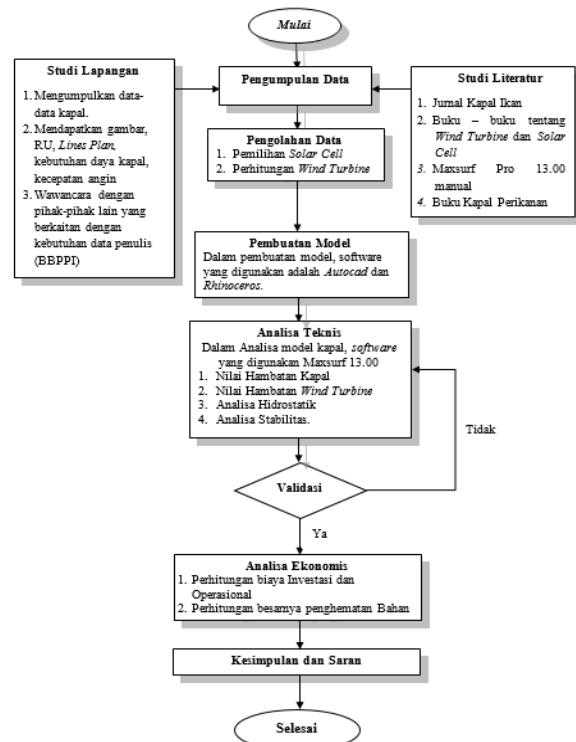 Mulai
Studi Lapangan
1. Mengumpulkan data-
data kapal.
2. Mendapatkan gambar,
RU, Lines Plan,
kebutuhan daya kapal,
kecepatan angin
3. Wawancara dengan
pihak-pihak lain yang
berkaitan dengan
kebutuhan data penulis
(BBPPI)
Pengumpulan Data
Studi Literatur
1. Jurnal Kapal Ikan
2. Buku – buku tentang
Wind Turbine dan Solar
Cell
3. Maxsurf Pro 13.00
manual
4. Buku Kapal Perikanan
Pengolahan Data
1. Pemilihan Solar Cell
2. Perhitungan Wind Turbine
Pembuatan Model
Dalam pembuatan model, software
yang digunakan adalah Autocad dan
Rhinoceros.
Analisa Teknis
Dalam Analisa model kapal, software
yang digunakan Maxsurf 13.00
1. Nilai Hambatan Kapal
2. Nilai Hambatan Wind Turbine
3. Analisa Hidrostatik
4. Analisa Stabilitas.
Tidak
Validasi
Ya
Analisa Ekonomis
1. Perhitungan biaya Investasi dan
Operasional
2. Perhitungan besarnya penghematan Bahan
Kesimpulan dan Saran
Selesai